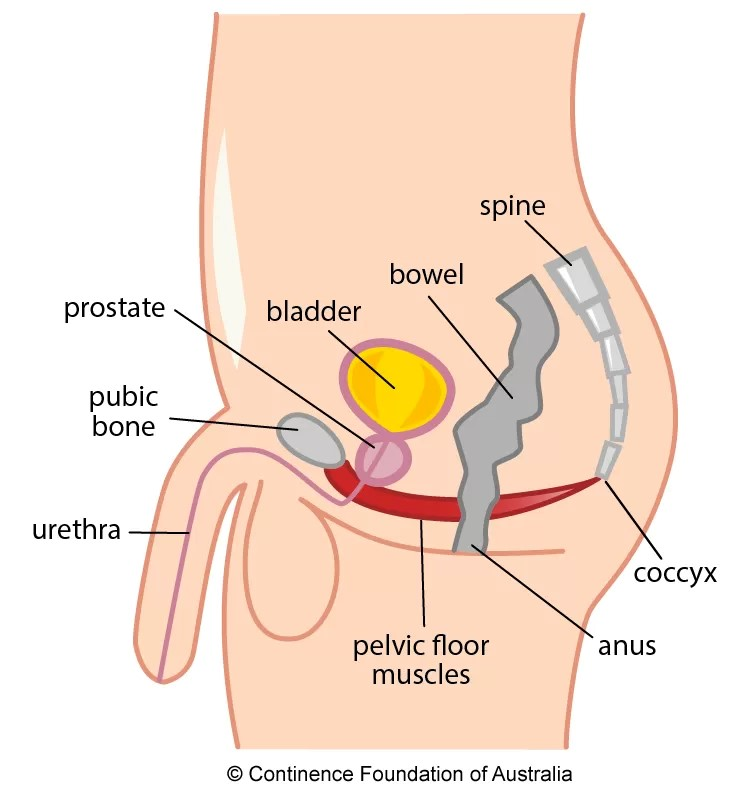 spine
bowel
prostate
bladder
pubic
bone
urethra
coccyx
pelvic floor
muscles
anus
© Continence Foundation of Australia